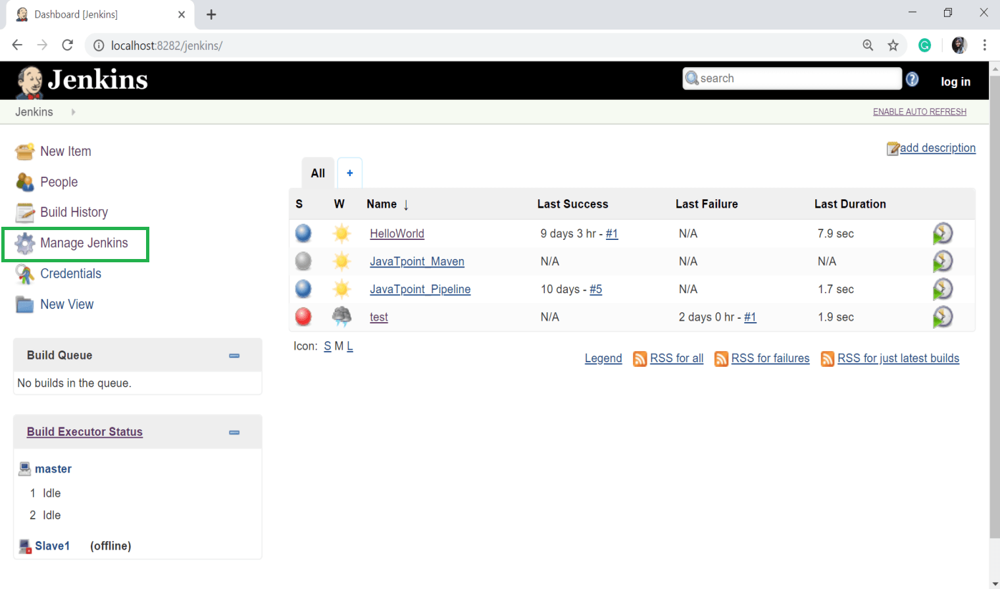 Dashboard [Jenkins]
localhost:8282/jenkins/
Jenkins
search
log in
Jenkins
ENABLE AUTO REFRESH
New Item
People
Build History
Manage Jenkins
Credentials
New View
add description
All +
S W Name ↓ Last Success Last Failure Last Duration
HelloWorld 9 days 3 hr - #1 N/A 7.9 sec
JavaTpoint_Maven N/A N/A N/A
JavaTpoint_Pipeline 10 days - #5 N/A 1.7 sec
test N/A 2 days 0 hr - #1 1.9 sec
Icon: S M L
Legend RSS for all RSS for failures RSS for just latest builds
Build Queue
No builds in the queue.
Build Executor Status
master
1 Idle
2 Idle
Slave1 (offline)